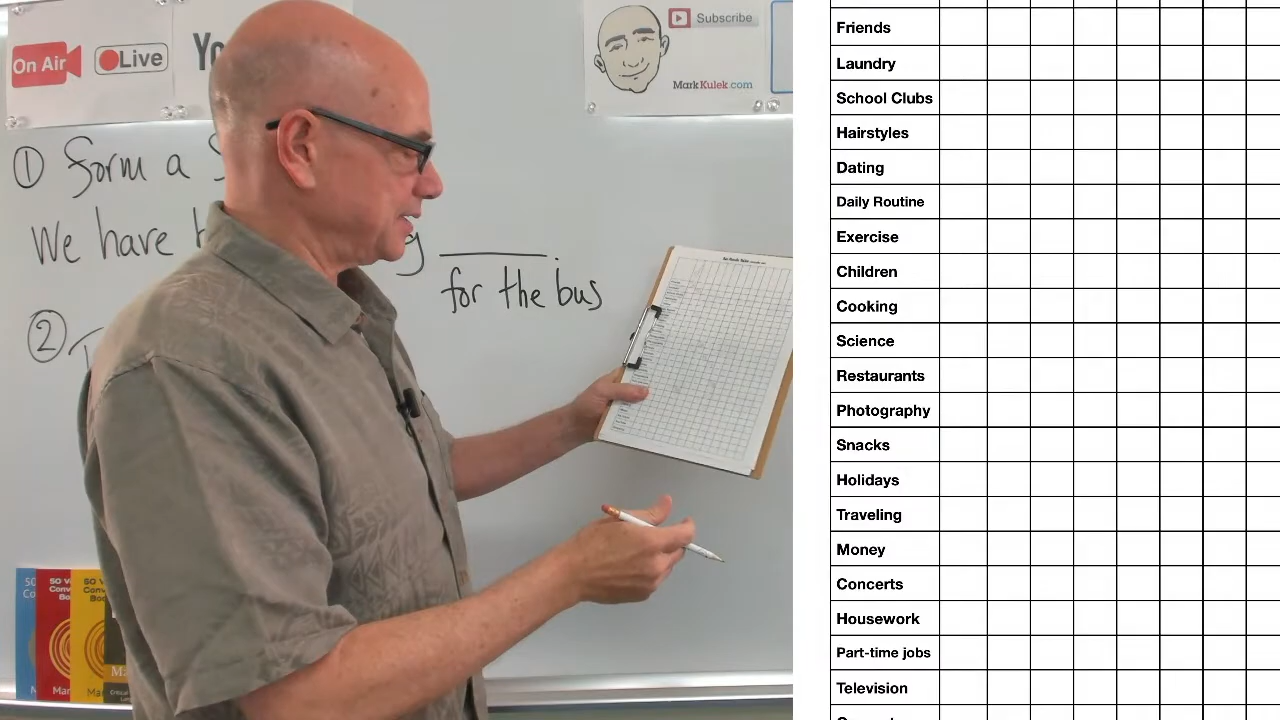 On Air
Live
Subscribe
MarkKulek.com
① form a
We have
for the bus
②
Friends
Laundry
School Clubs
Hairstyles
Dating
Daily Routine
Exercise
Children
Cooking
Science
Restaurants
Photography
Snacks
Holidays
Traveling
Money
Concerts
Housework
Part-time jobs
Television